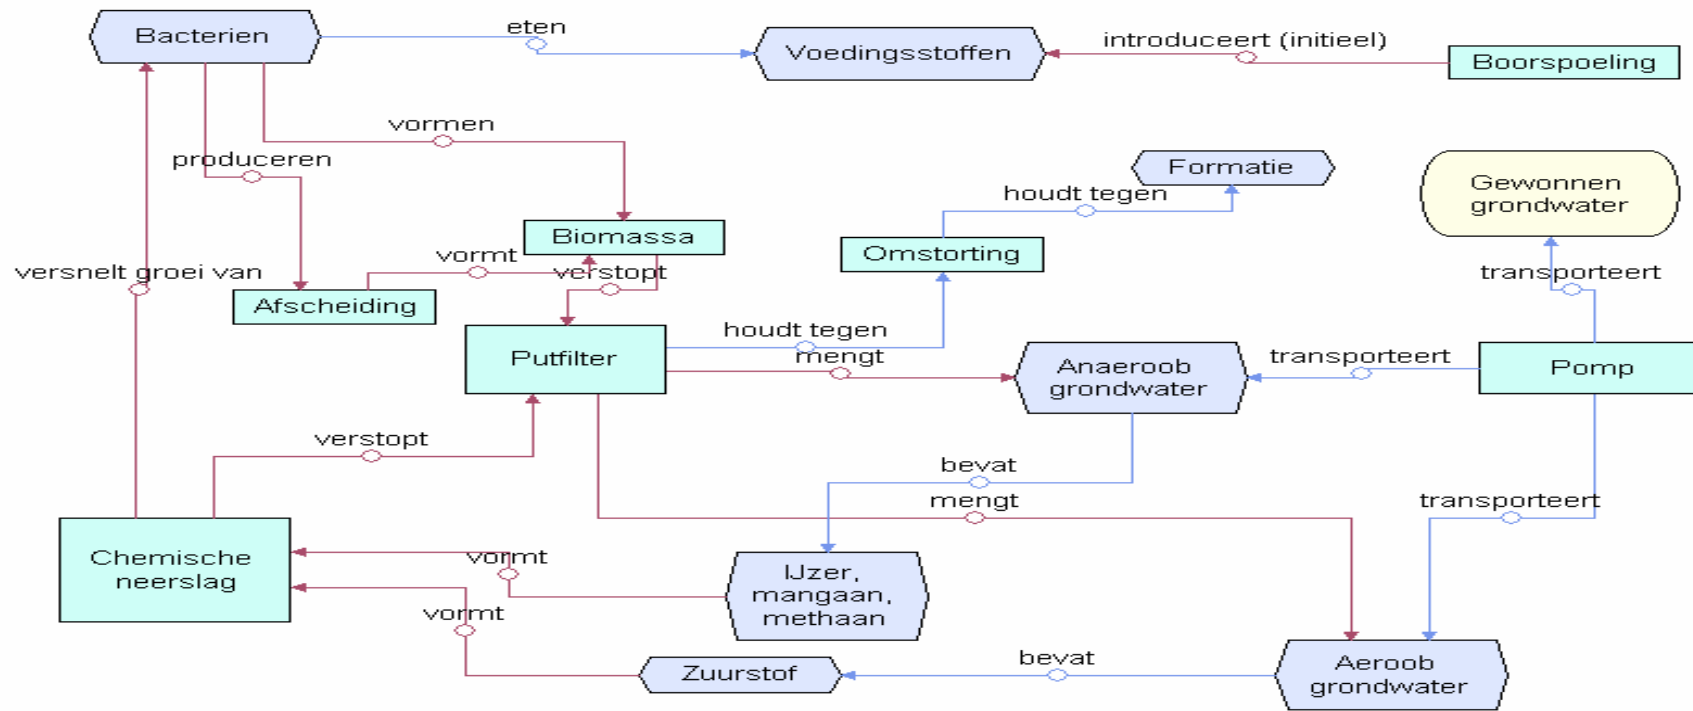 Bacterien
eten
Voedingsstoffen
introduceert (initieel)
Boorspoeling
vormen
produceren
Formatie
houdt tegen
Gewonnen
grondwater
Biomassa
Omstorting
vormt
verstopt
versnelt groei van
transporteert
Afscheiding
houdt tegen
Putfilter
mengt
Anaeroob
grondwater
transporteert
Pomp
verstopt
bevat
mengt
transporteert
Chemische
neerslag
vormt
IJzer,
mangaan,
methaan
vormt
Zuurstof
bevat
Aeroob
grondwater